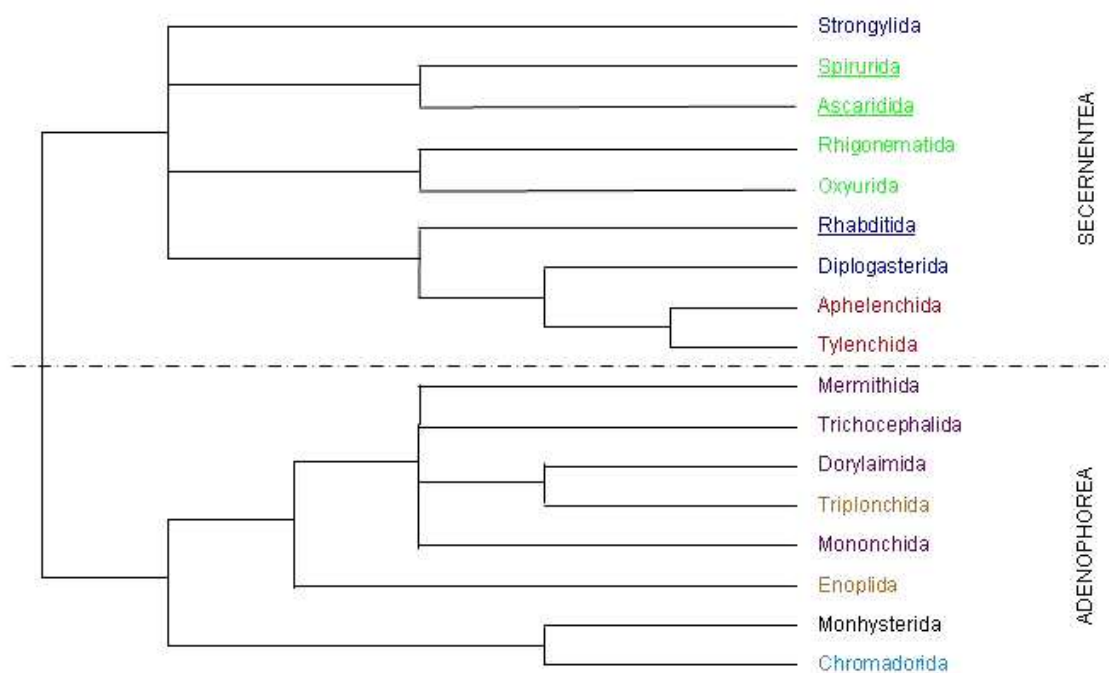 Strongylida
Spirurida
Ascaridida
Rhigonematida
Oxyurida
Rhabditida
Diplogasterida
Aphelenchida
Tylenchida
SECERNENTEA
Mermithida
Trichocephalida
Dorylaimida
Triplonchida
Mononchida
Enoplida
Monhysterida
Chromadorida
ADENOPHOREA